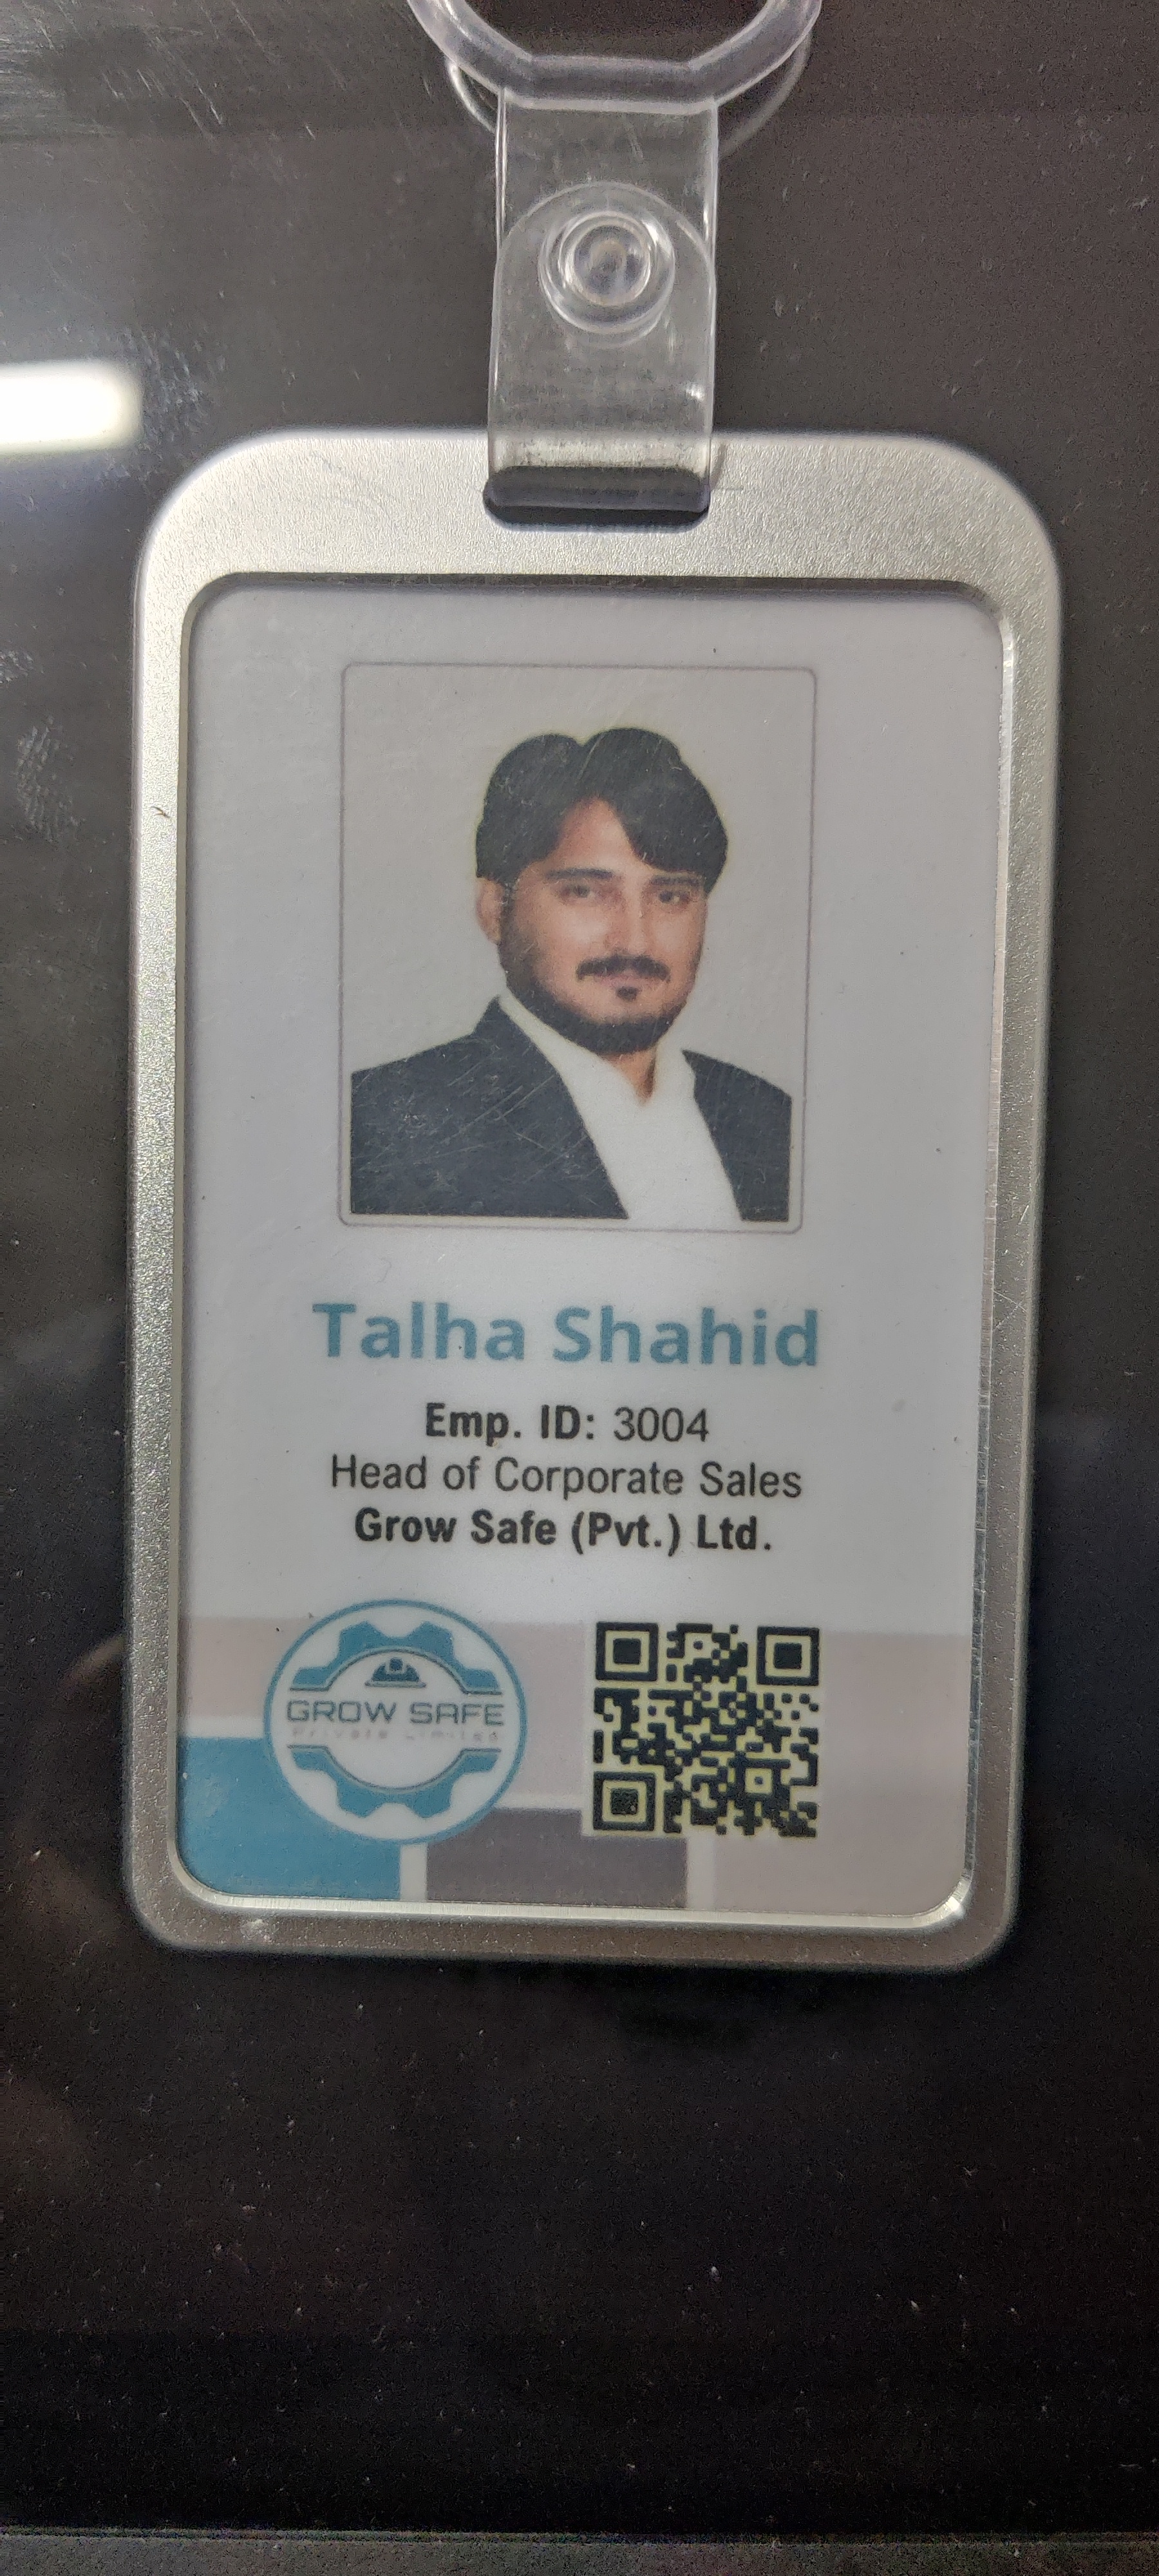 Talha Shahid
Emp. ID: 3004
Head of Corporate Sales
Grow Safe (Pvt.) Ltd.
GROW SAFE
Private Limited